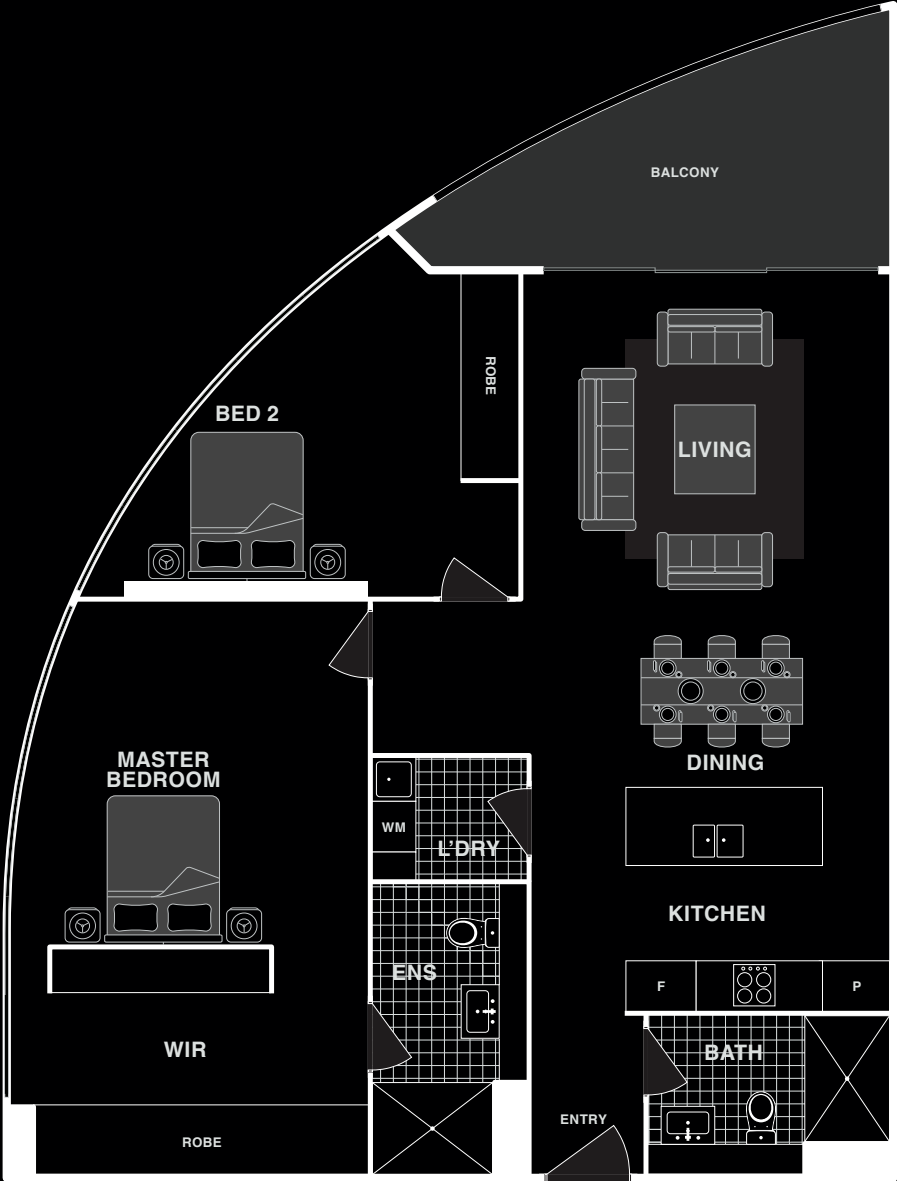 BALCONY
ROBE
BED 2
LIVING
MASTER
BEDROOM
DINING
WM
L'DRY
KITCHEN
ENS
F
P
WIR
BATH
ENTRY
ROBE